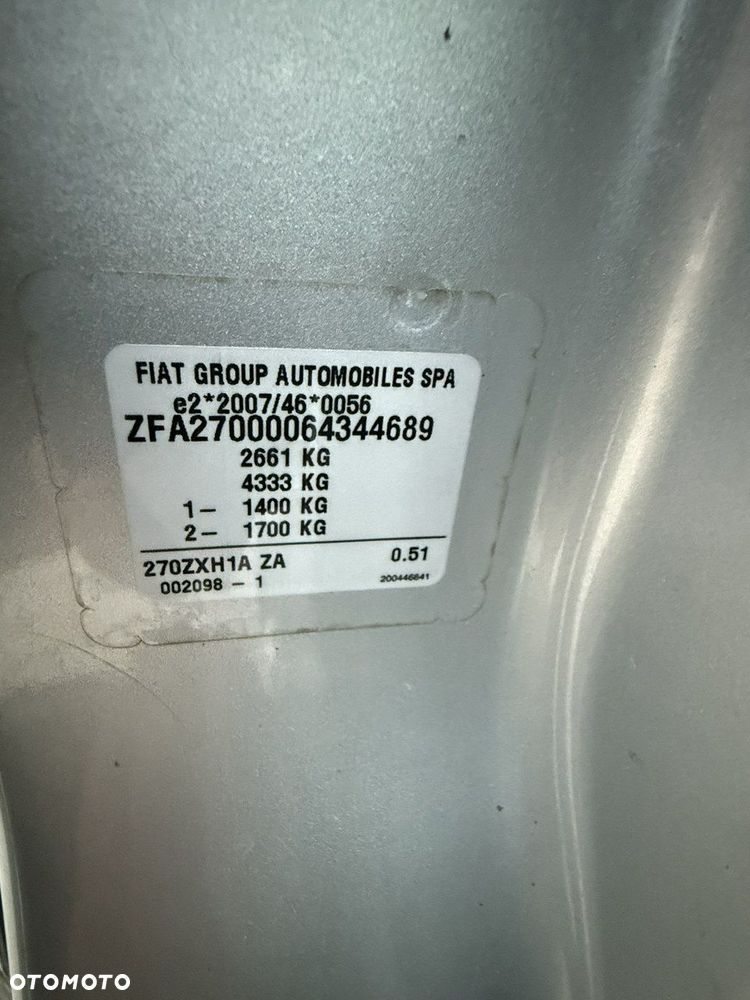 FIAT GROUP AUTOMOBILES SPA
e2*2007/46*0056
ZFA27000064344689
2661 KG
4333 KG
1- 1400 KG
2- 1700 KG
270ZXH1A ZA 0.51
002098 - 1 200446641
OTOMOTO